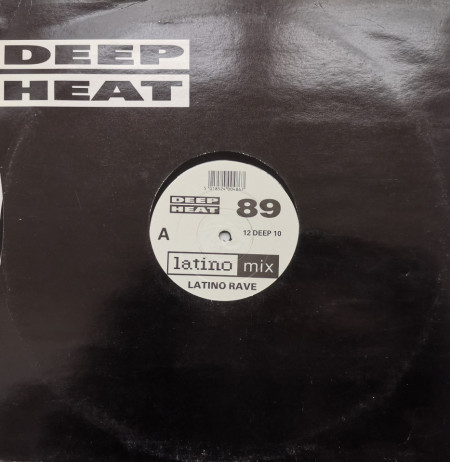 DEEP
HEAT
DEEP
HEAT
89
A
12 DEEP 10
latino mix
LATINO RAVE